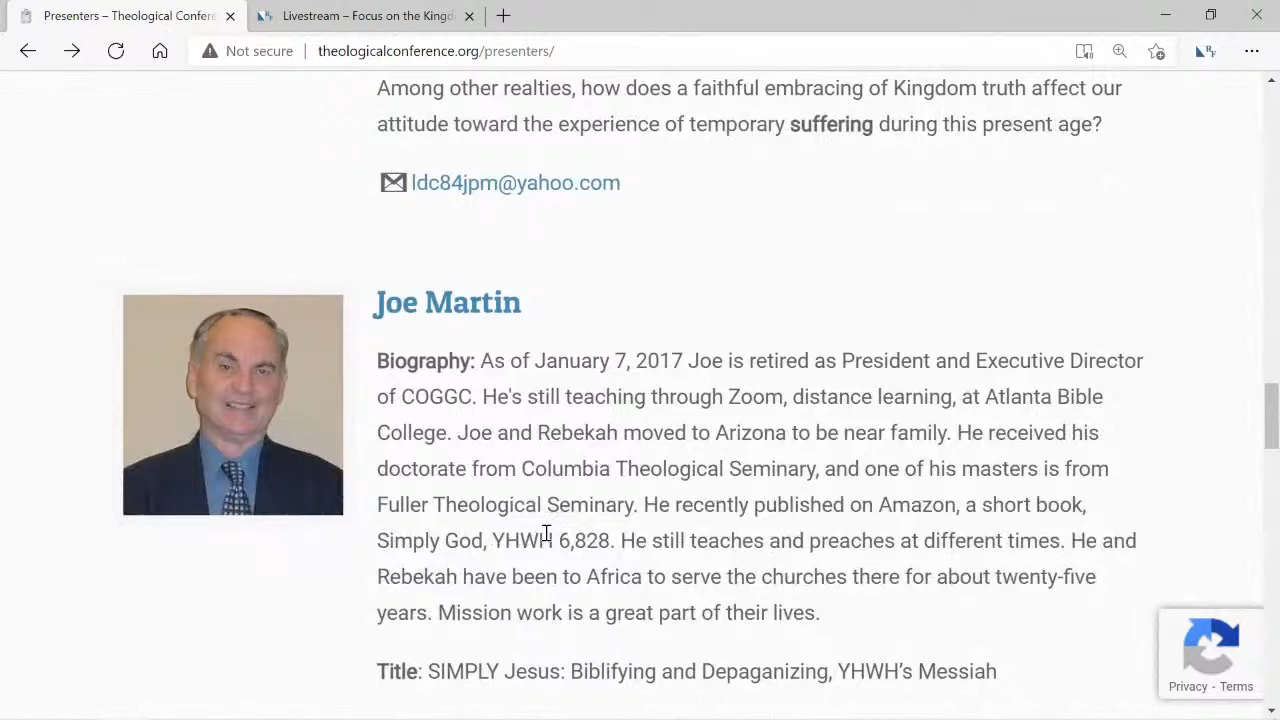 Presenters – Theological Confere
Livestream – Focus on the Kingd
Not secure
theologicalconference.org/presenters/
Among other realties, how does a faithful embracing of Kingdom truth affect our
attitude toward the experience of temporary suffering during this present age?
ldc84jpm@yahoo.com
Joe Martin
Biography: As of January 7, 2017 Joe is retired as President and Executive Director
of COGGC. He's still teaching through Zoom, distance learning, at Atlanta Bible
College. Joe and Rebekah moved to Arizona to be near family. He received his
doctorate from Columbia Theological Seminary, and one of his masters is from
Fuller Theological Seminary. He recently published on Amazon, a short book,
Simply God, YHWH 6,828. He still teaches and preaches at different times. He and
Rebekah have been to Africa to serve the churches there for about twenty-five
years. Mission work is a great part of their lives.
Title: SIMPLY Jesus: Biblifying and Depaganizing, YHWH’s Messiah
Privacy - Terms